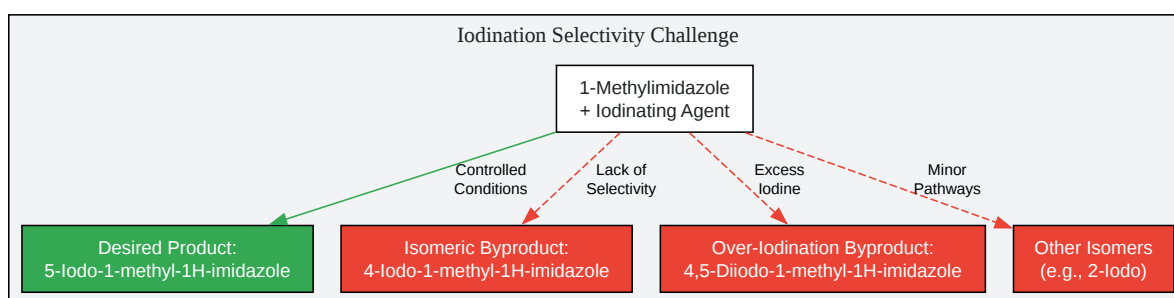 Iodination Selectivity Challenge
1-Methylimidazole
+ Iodinating Agent
Controlled
Conditions
Lack of
Selectivity
Excess
Iodine
Minor
Pathways
Desired Product:
5-Iodo-1-methyl-1H-imidazole
Isomeric Byproduct:
4-Iodo-1-methyl-1H-imidazole
Over-Iodination Byproduct:
4,5-Diiodo-1-methyl-1H-imidazole
Other Isomers
(e.g., 2-Iodo)